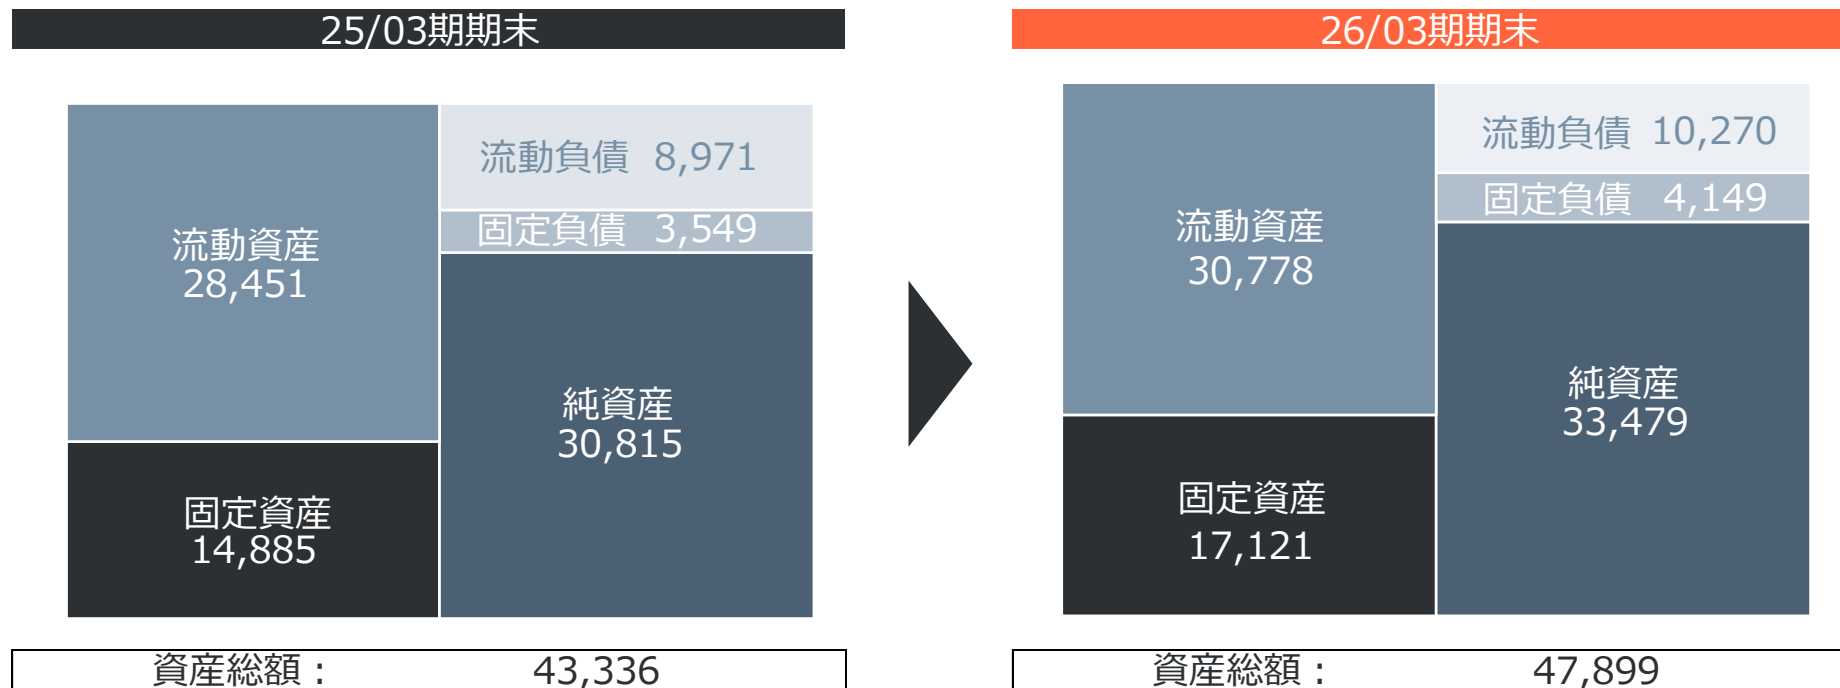 25/03期期末
流動資産
28,451
固定資産
14,885
流動負債 8,971
固定負債 3,549
純資産
30,815
資産総額： 43,336
26/03期期末
流動資産
30,778
固定資産
17,121
流動負債 10,270
固定負債 4,149
純資産
33,479
資産総額： 47,899